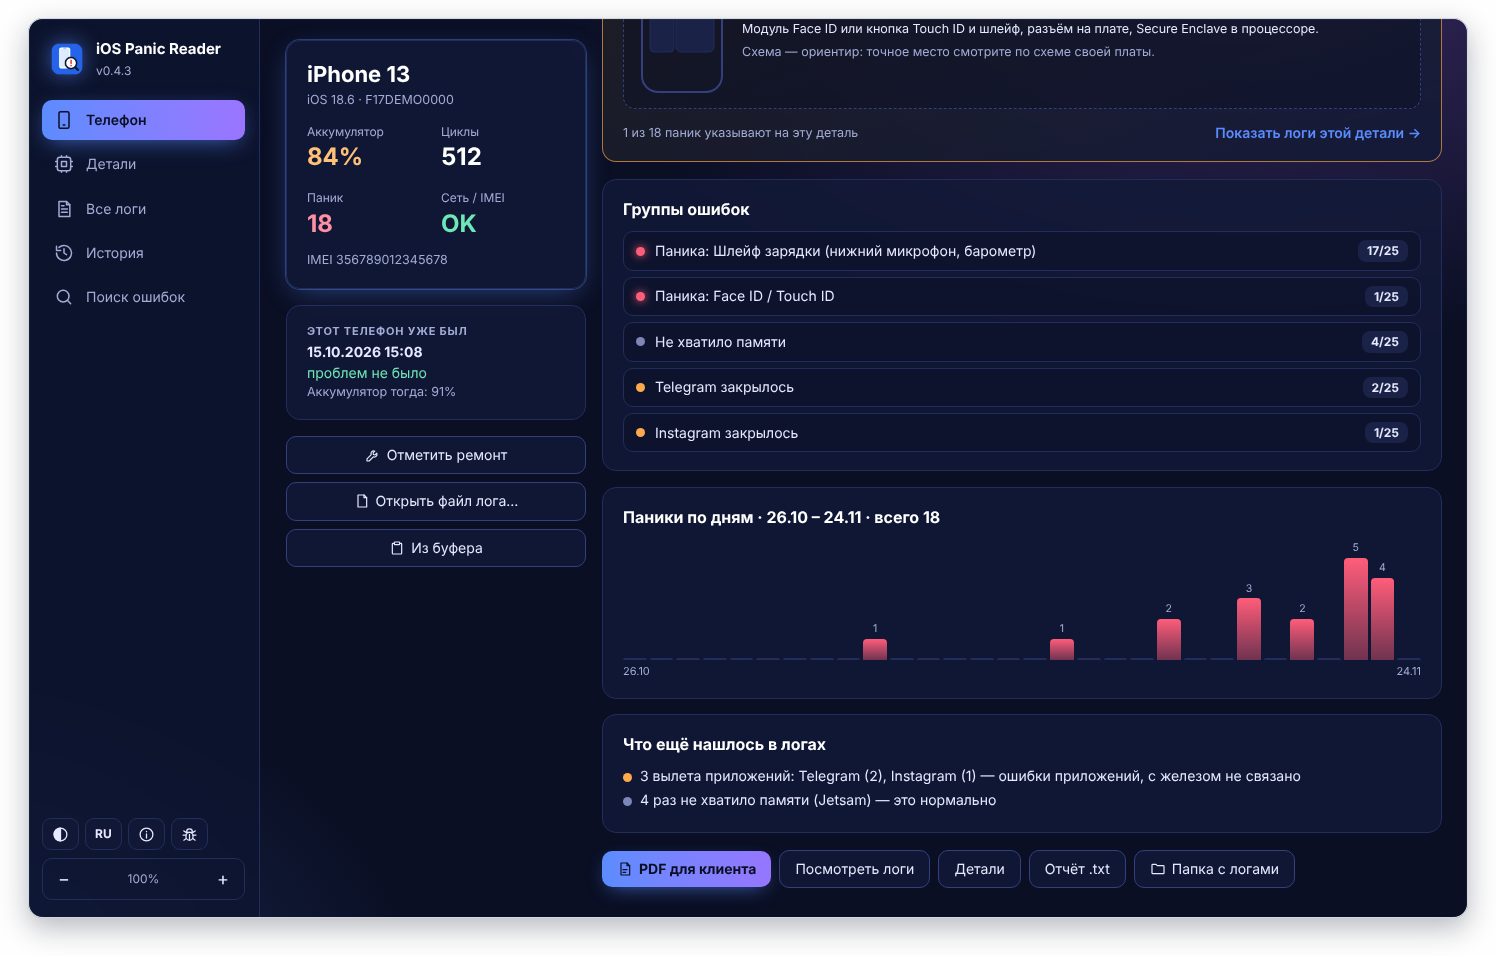 iOS Panic Reader
v0.4.3
Телефон
Детали
Все логи
История
Поиск ошибок
RU
− 100% +
iPhone 13
iOS 18.6 · F17DEMO0000
Аккумулятор Циклы
84% 512
Паник Сеть / IMEI
18 OK
IMEI 356789012345678
ЭТОТ ТЕЛЕФОН УЖЕ БЫЛ
15.10.2026 15:08
проблем не было
Аккумулятор тогда: 91%
Отметить ремонт
Открыть файл лога...
Из буфера
Модуль Face ID или кнопка Touch ID и шлейф, разъём на плате, Secure Enclave в процессоре.
Схема — ориентир: точное место смотрите по схеме своей платы.
1 из 18 паник указывают на эту деталь Показать логи этой детали →
Группы ошибок
Паника: Шлейф зарядки (нижний микрофон, барометр) 17/25
Паника: Face ID / Touch ID 1/25
Не хватило памяти 4/25
Telegram закрылось 2/25
Instagram закрылось 1/25
Паники по дням · 26.10 – 24.11 · всего 18
1 1 2 3 2 5 4
26.10 24.11
Что ещё нашлось в логах
3 вылета приложений: Telegram (2), Instagram (1) — ошибки приложений, с железом не связано
4 раз не хватило памяти (Jetsam) — это нормально
PDF для клиента Посмотреть логи Детали Отчёт .txt Папка с логами